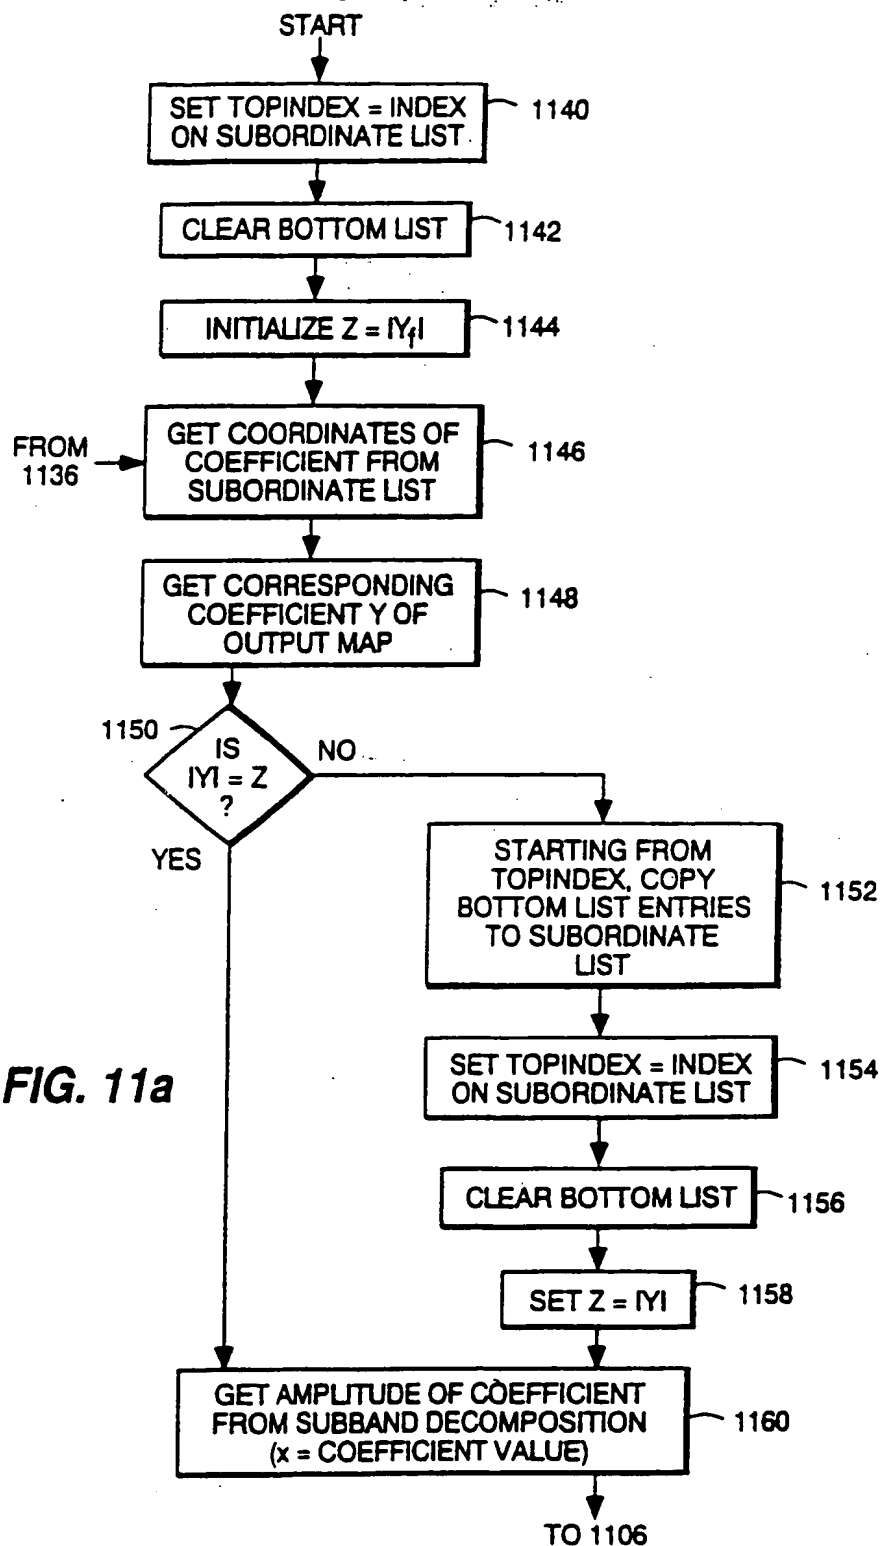 START
SET TOPINDEX = INDEX
ON SUBORDINATE LIST
1140
CLEAR BOTTOM LIST
1142
INITIALIZE Z = |Yf|
1144
FROM
1136
GET COORDINATES OF
COEFFICIENT FROM
SUBORDINATE LIST
1146
GET CORRESPONDING
COEFFICIENT Y OF
OUTPUT MAP
1148
1150
IS
|Y| = Z
?
NO
YES
STARTING FROM
TOPINDEX, COPY
BOTTOM LIST ENTRIES
TO SUBORDINATE
LIST
1152
SET TOPINDEX = INDEX
ON SUBORDINATE LIST
1154
FIG. 11a
CLEAR BOTTOM LIST
1156
SET Z = |Y|
1158
GET AMPLITUDE OF COEFFICIENT
FROM SUBBAND DECOMPOSITION
(x = COEFFICIENT VALUE)
1160
TO 1106